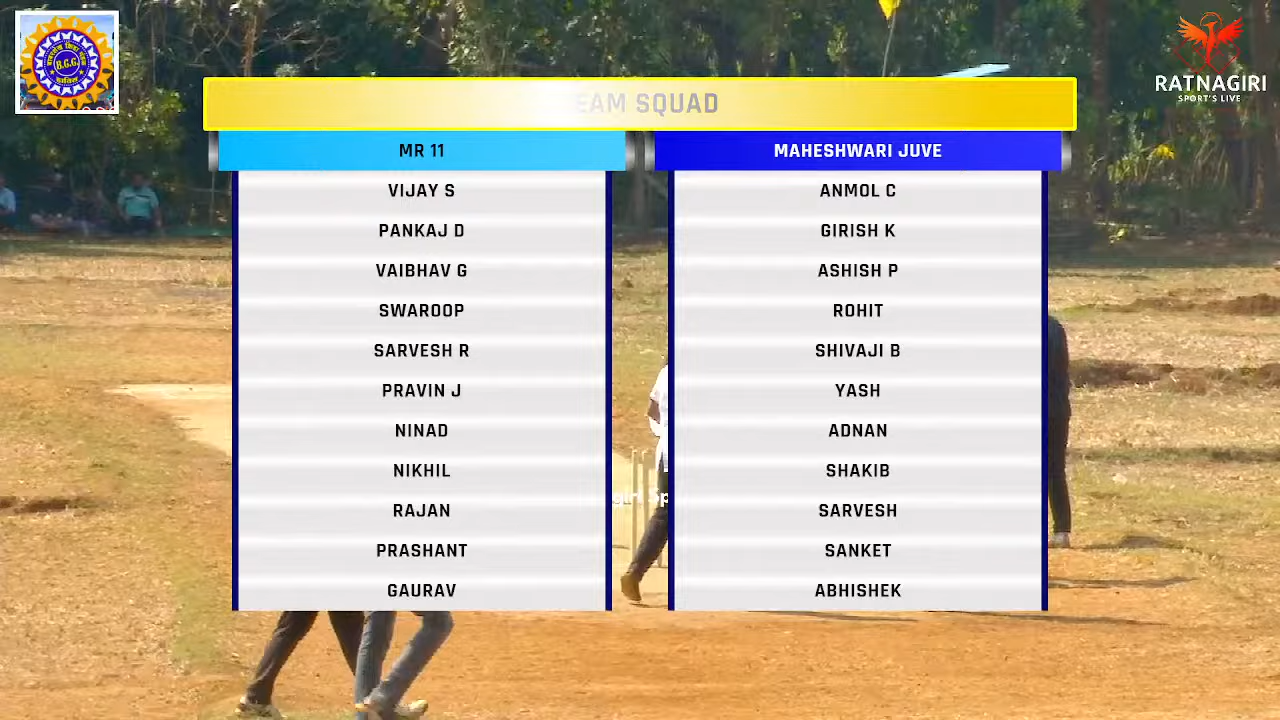 B.G.G.
RATNAGIRI
SPORT'S LIVE
TEAM SQUAD
MR 11
MAHESHWARI JUVE
VIJAY S
ANMOL C
PANKAJ D
GIRISH K
VAIBHAV G
ASHISH P
SWAROOP
ROHIT
SARVESH R
SHIVAJI B
PRAVIN J
YASH
NINAD
ADNAN
NIKHIL
SHAKIB
RAJAN
SARVESH
PRASHANT
SANKET
GAURAV
ABHISHEK